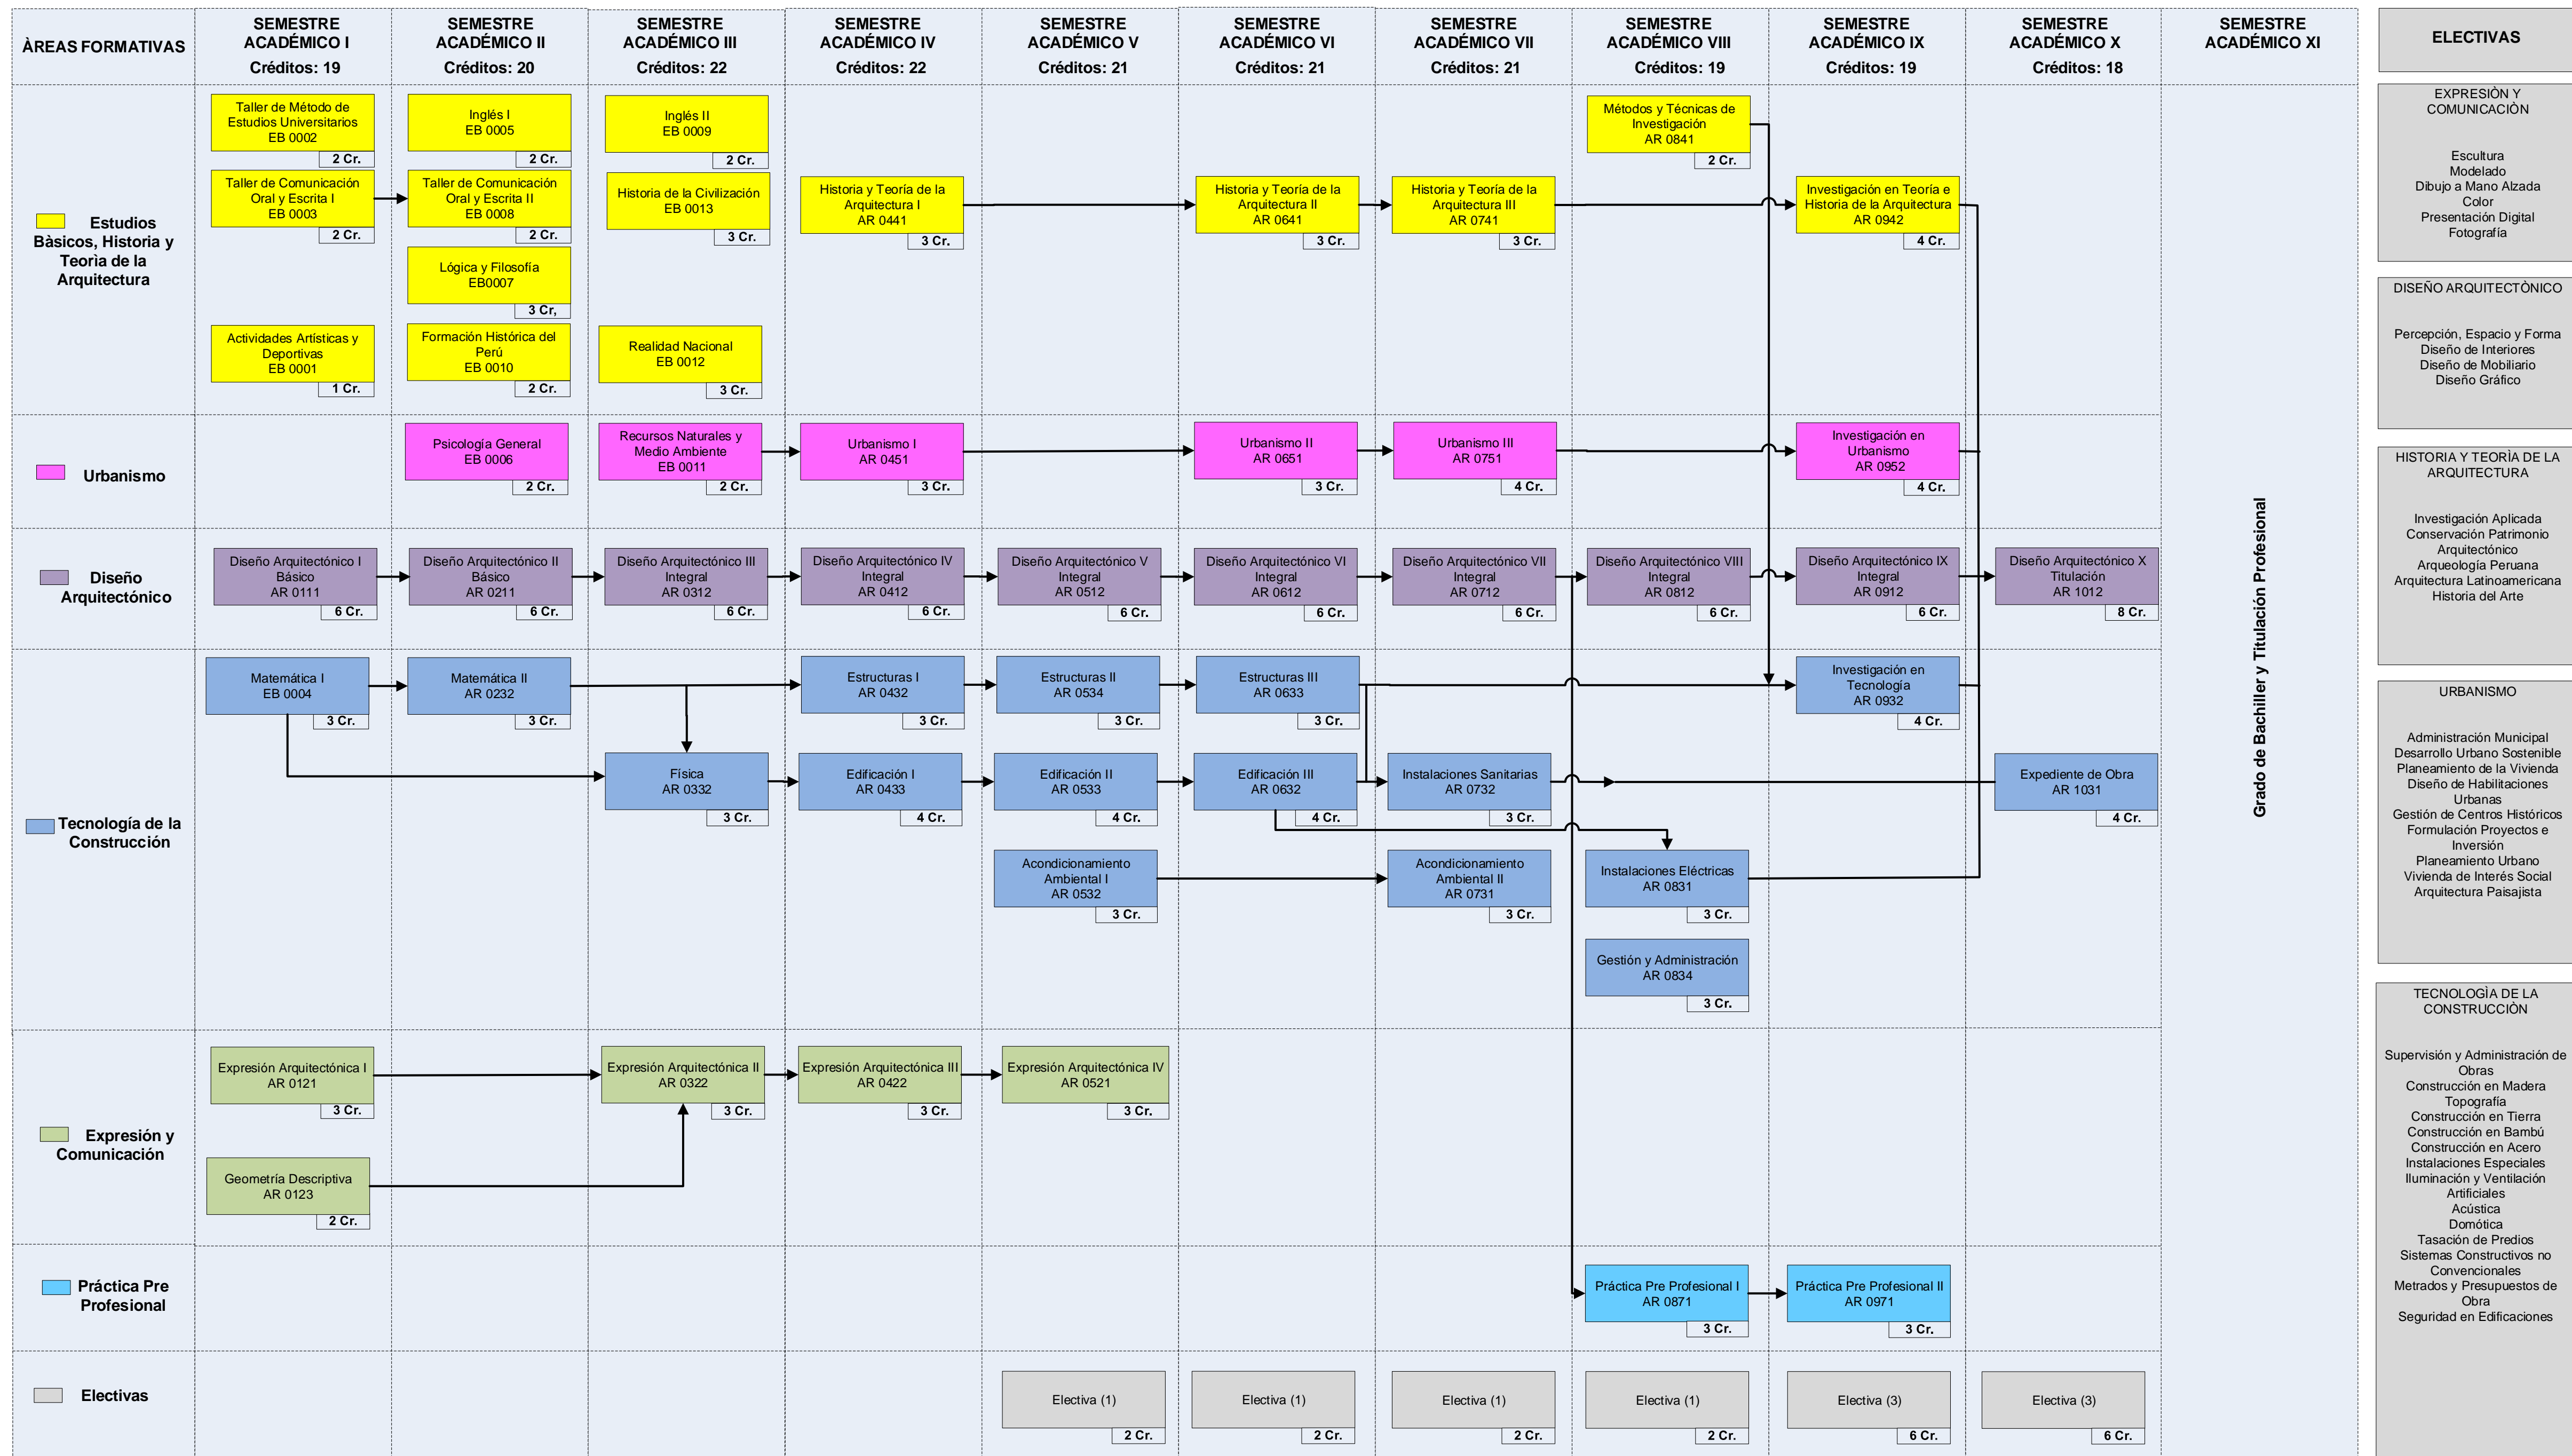 ÀREAS FORMATIVAS
SEMESTRE
ACADÉMICO I
Créditos: 19
SEMESTRE
ACADÉMICO II
Créditos: 20
SEMESTRE
ACADÉMICO III
Créditos: 22
SEMESTRE
ACADÉMICO IV
Créditos: 22
SEMESTRE
ACADÉMICO V
Créditos: 21
SEMESTRE
ACADÉMICO VI
Créditos: 21
SEMESTRE
ACADÉMICO VII
Créditos: 21
SEMESTRE
ACADÉMICO VIII
Créditos: 19
SEMESTRE
ACADÉMICO IX
Créditos: 19
SEMESTRE
ACADÉMICO X
Créditos: 18
SEMESTRE
ACADÉMICO XI
Estudios
Bàsicos, Historia y
Teorìa de la
Arquitectura
Taller de Método de
Estudios Universitarios
EB 0002
2 Cr.
Inglés I
EB 0005
2 Cr.
Inglés II
EB 0009
2 Cr.
Métodos y Técnicas de
Investigación
AR 0841
2 Cr.
Taller de Comunicación
Oral y Escrita I
EB 0003
2 Cr.
Taller de Comunicación
Oral y Escrita II
EB 0008
2 Cr.
Historia de la Civilización
EB 0013
3 Cr.
Historia y Teoría de la
Arquitectura I
AR 0441
3 Cr.
Historia y Teoría de la
Arquitectura II
AR 0641
3 Cr.
Historia y Teoría de la
Arquitectura III
AR 0741
3 Cr.
Investigación en Teoría e
Historia de la Arquitectura
AR 0942
4 Cr.
Lógica y Filosofía
EB0007
3 Cr,
Actividades Artísticas y
Deportivas
EB 0001
1 Cr.
Formación Histórica del
Perú
EB 0010
2 Cr.
Realidad Nacional
EB 0012
3 Cr.
Urbanismo
Psicología General
EB 0006
2 Cr.
Recursos Naturales y
Medio Ambiente
EB 0011
2 Cr.
Urbanismo I
AR 0451
3 Cr.
Urbanismo II
AR 0651
3 Cr.
Urbanismo III
AR 0751
4 Cr.
Investigación en
Urbanismo
AR 0952
4 Cr.
Diseño
Arquitectónico
Diseño Arquitectónico I
Básico
AR 0111
6 Cr.
Diseño Arquitectónico II
Básico
AR 0211
6 Cr.
Diseño Arquitectónico III
Integral
AR 0312
6 Cr.
Diseño Arquitectónico IV
Integral
AR 0412
6 Cr.
Diseño Arquitectónico V
Integral
AR 0512
6 Cr.
Diseño Arquitectónico VI
Integral
AR 0612
6 Cr.
Diseño Arquitectónico VII
Integral
AR 0712
6 Cr.
Diseño Arquitectónico VIII
Integral
AR 0812
6 Cr.
Diseño Arquitectónico IX
Integral
AR 0912
6 Cr.
Diseño Arquitectónico X
Titulación
AR 1012
8 Cr.
Tecnología de la
Construcción
Matemática I
EB 0004
3 Cr.
Matemática II
AR 0232
3 Cr.
Estructuras I
AR 0432
3 Cr.
Estructuras II
AR 0534
3 Cr.
Estructuras III
AR 0633
3 Cr.
Investigación en
Tecnología
AR 0932
4 Cr.
Física
AR 0332
3 Cr.
Edificación I
AR 0433
4 Cr.
Edificación II
AR 0533
4 Cr.
Edificación III
AR 0632
4 Cr.
Instalaciones Sanitarias
AR 0732
3 Cr.
Expediente de Obra
AR 1031
4 Cr.
Acondicionamiento
Ambiental I
AR 0532
3 Cr.
Acondicionamiento
Ambiental II
AR 0731
3 Cr.
Instalaciones Eléctricas
AR 0831
3 Cr.
Gestión y Administración
AR 0834
3 Cr.
Expresión y
Comunicación
Expresión Arquitectónica I
AR 0121
3 Cr.
Expresión Arquitectónica II
AR 0322
3 Cr.
Expresión Arquitectónica III
AR 0422
3 Cr.
Expresión Arquitectónica IV
AR 0521
3 Cr.
Geometría Descriptiva
AR 0123
2 Cr.
Práctica Pre
Profesional
Práctica Pre Profesional I
AR 0871
3 Cr.
Práctica Pre Profesional II
AR 0971
3 Cr.
Electivas
Electiva (1)
2 Cr.
Electiva (1)
2 Cr.
Electiva (1)
2 Cr.
Electiva (1)
2 Cr.
Electiva (3)
6 Cr.
Electiva (3)
6 Cr.
Grado de Bachiller y Titulación Profesional
ELECTIVAS
EXPRESIÒN Y
COMUNICACIÒN
Escultura
Modelado
Dibujo a Mano Alzada
Color
Presentación Digital
Fotografía
DISEÑO ARQUITECTÒNICO
Percepción, Espacio y Forma
Diseño de Interiores
Diseño de Mobiliario
Diseño Gráfico
HISTORIA Y TEORÌA DE LA
ARQUITECTURA
Investigación Aplicada
Conservación Patrimonio
Arquitectónico
Arqueología Peruana
Arquitectura Latinoamericana
Historia del Arte
URBANISMO
Administración Municipal
Desarrollo Urbano Sostenible
Planeamiento de la Vivienda
Diseño de Habilitaciones
Urbanas
Gestión de Centros Históricos
Formulación Proyectos e
Inversión
Planeamiento Urbano
Vivienda de Interés Social
Arquitectura Paisajista
TECNOLOGÌA DE LA
CONSTRUCCIÒN
Supervisión y Administración de
Obras
Construcción en Madera
Topografía
Construcción en Tierra
Construcción en Bambú
Construcción en Acero
Instalaciones Especiales
Iluminación y Ventilación
Artificiales
Acústica
Domótica
Tasación de Predios
Sistemas Constructivos no
Convencionales
Metrados y Presupuestos de
Obra
Seguridad en Edificaciones